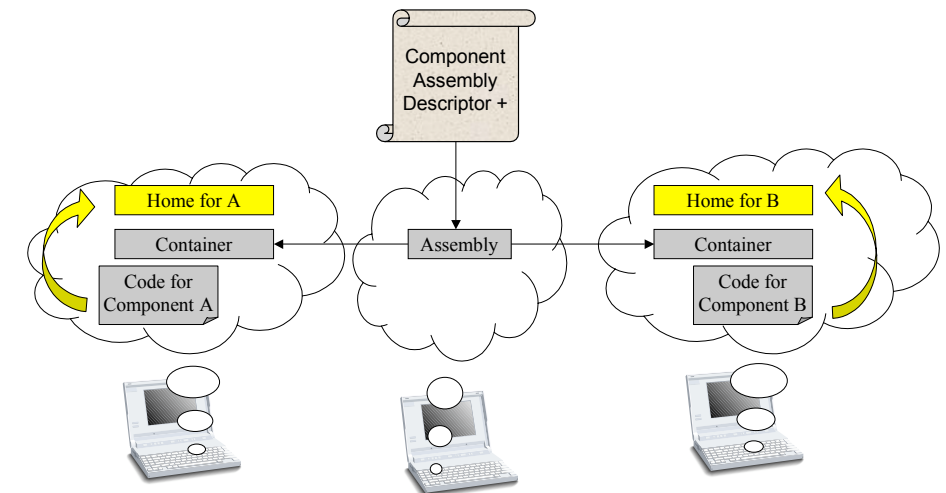 Component
Assembly
Descriptor +
Home for A
Container
Code for
Component A
Assembly
Home for B
Container
Code for
Component B